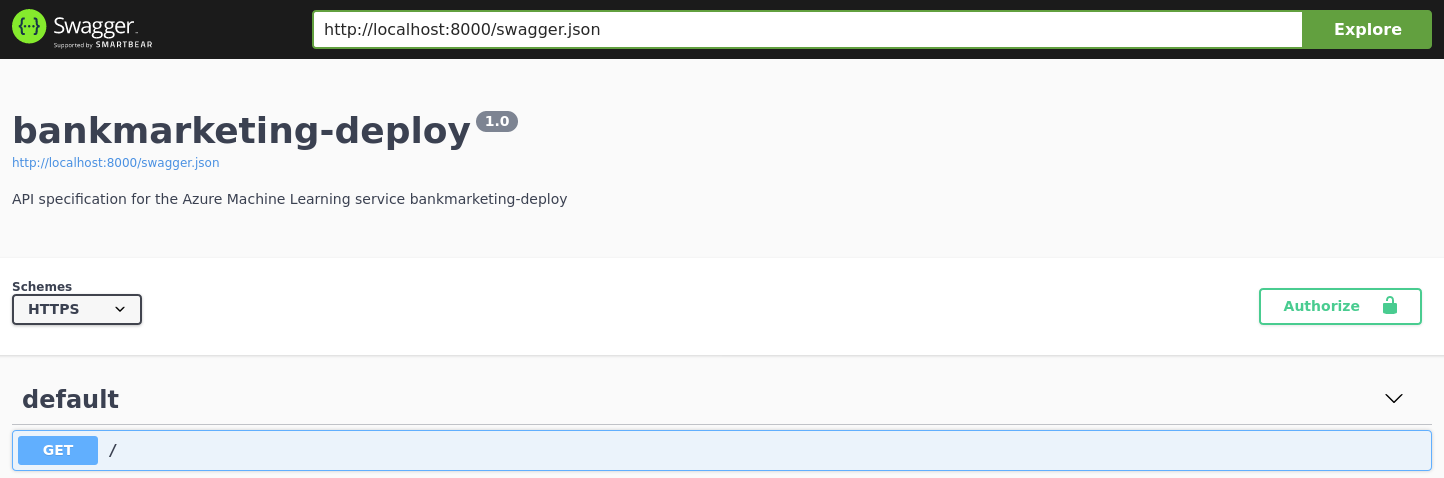 {···} Swagger
Supported by SMARTBEAR
http://localhost:8000/swagger.json
Explore
bankmarketing-deploy 1.0
http://localhost:8000/swagger.json
API specification for the Azure Machine Learning service bankmarketing-deploy
Schemes
HTTPS
Authorize
default
GET /